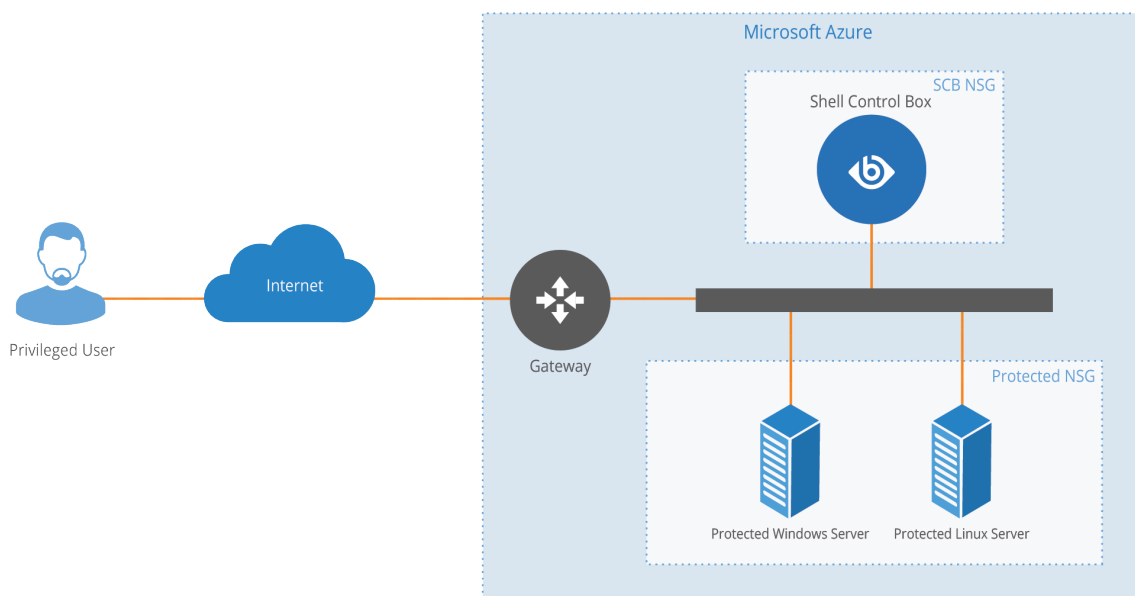 Microsoft Azure
SCB NSG
Shell Control Box
Internet
Privileged User
Gateway
Protected NSG
Protected Windows Server
Protected Linux Server